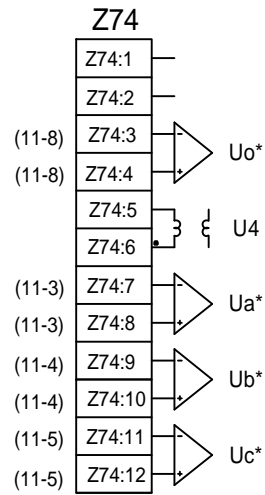 Z74
Z74:1
Z74:2
(11-8) Z74:3 -
Uo*
(11-8) Z74:4 +
Z74:5
U4
Z74:6
(11-3) Z74:7 -
Ua*
(11-3) Z74:8 +
(11-4) Z74:9 -
Ub*
(11-4) Z74:10 +
(11-5) Z74:11 -
Uc*
(11-5) Z74:12 +